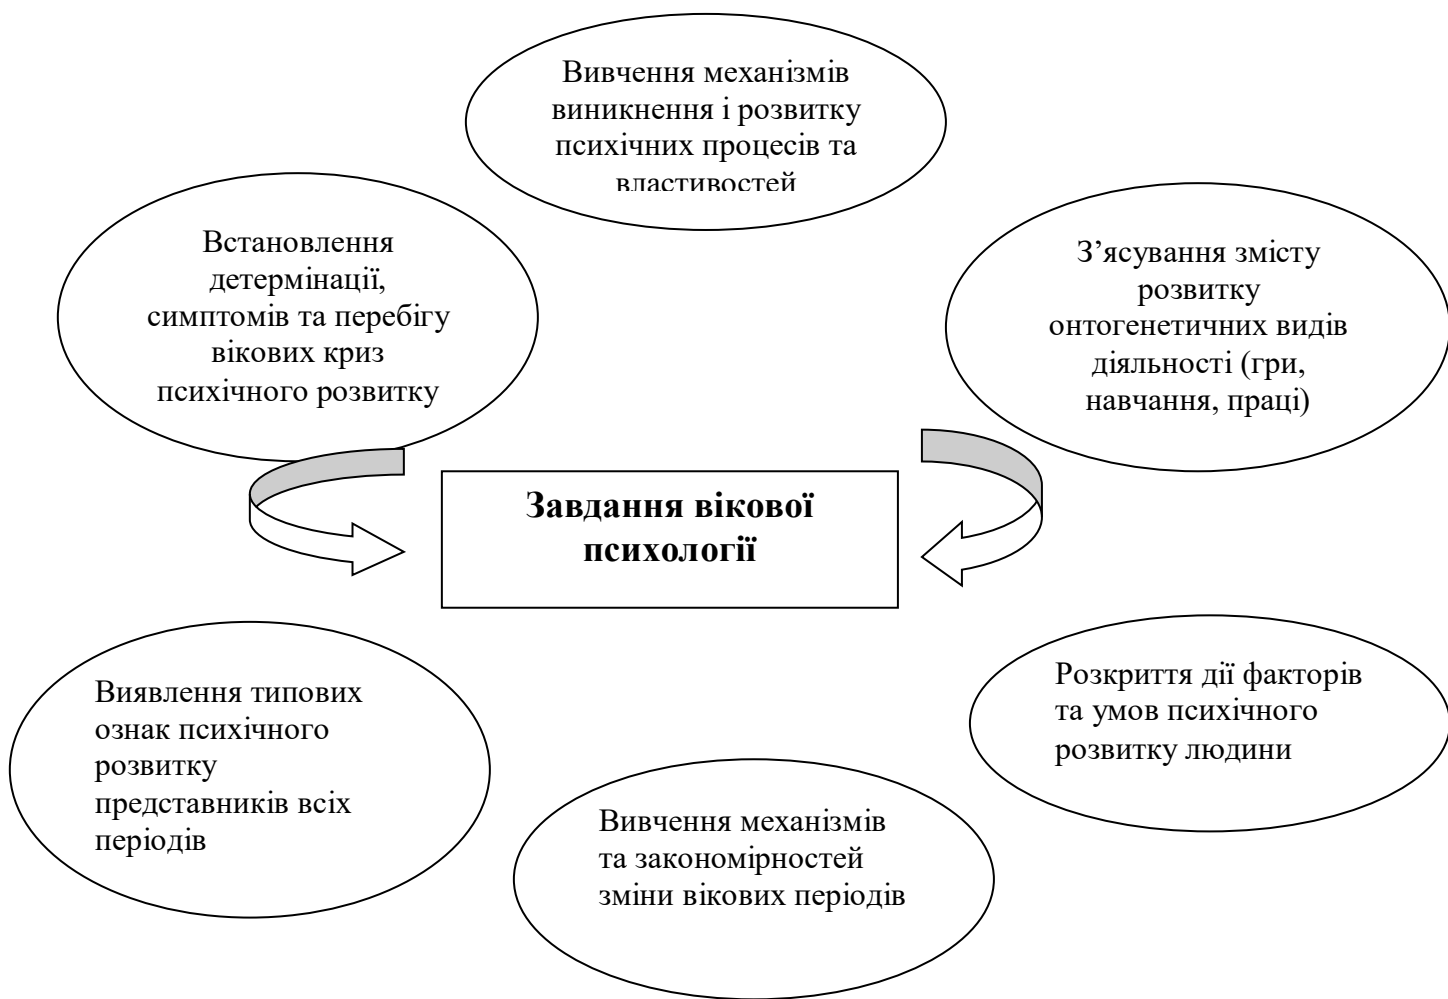 Вивчення механізмів
виникнення і розвитку
психічних процесів та
властивостей
Встановлення
детермінації,
симптомів та перебігу
вікових криз
психічного розвитку
З’ясування змісту
розвитку
онтогенетичних видів
діяльності (гри,
навчання, праці)
Завдання вікової
психології
Виявлення типових
ознак психічного
розвитку
представників всіх
періодів
Вивчення механізмів
та закономірностей
зміни вікових періодів
Розкриття дії факторів
та умов психічного
розвитку людини